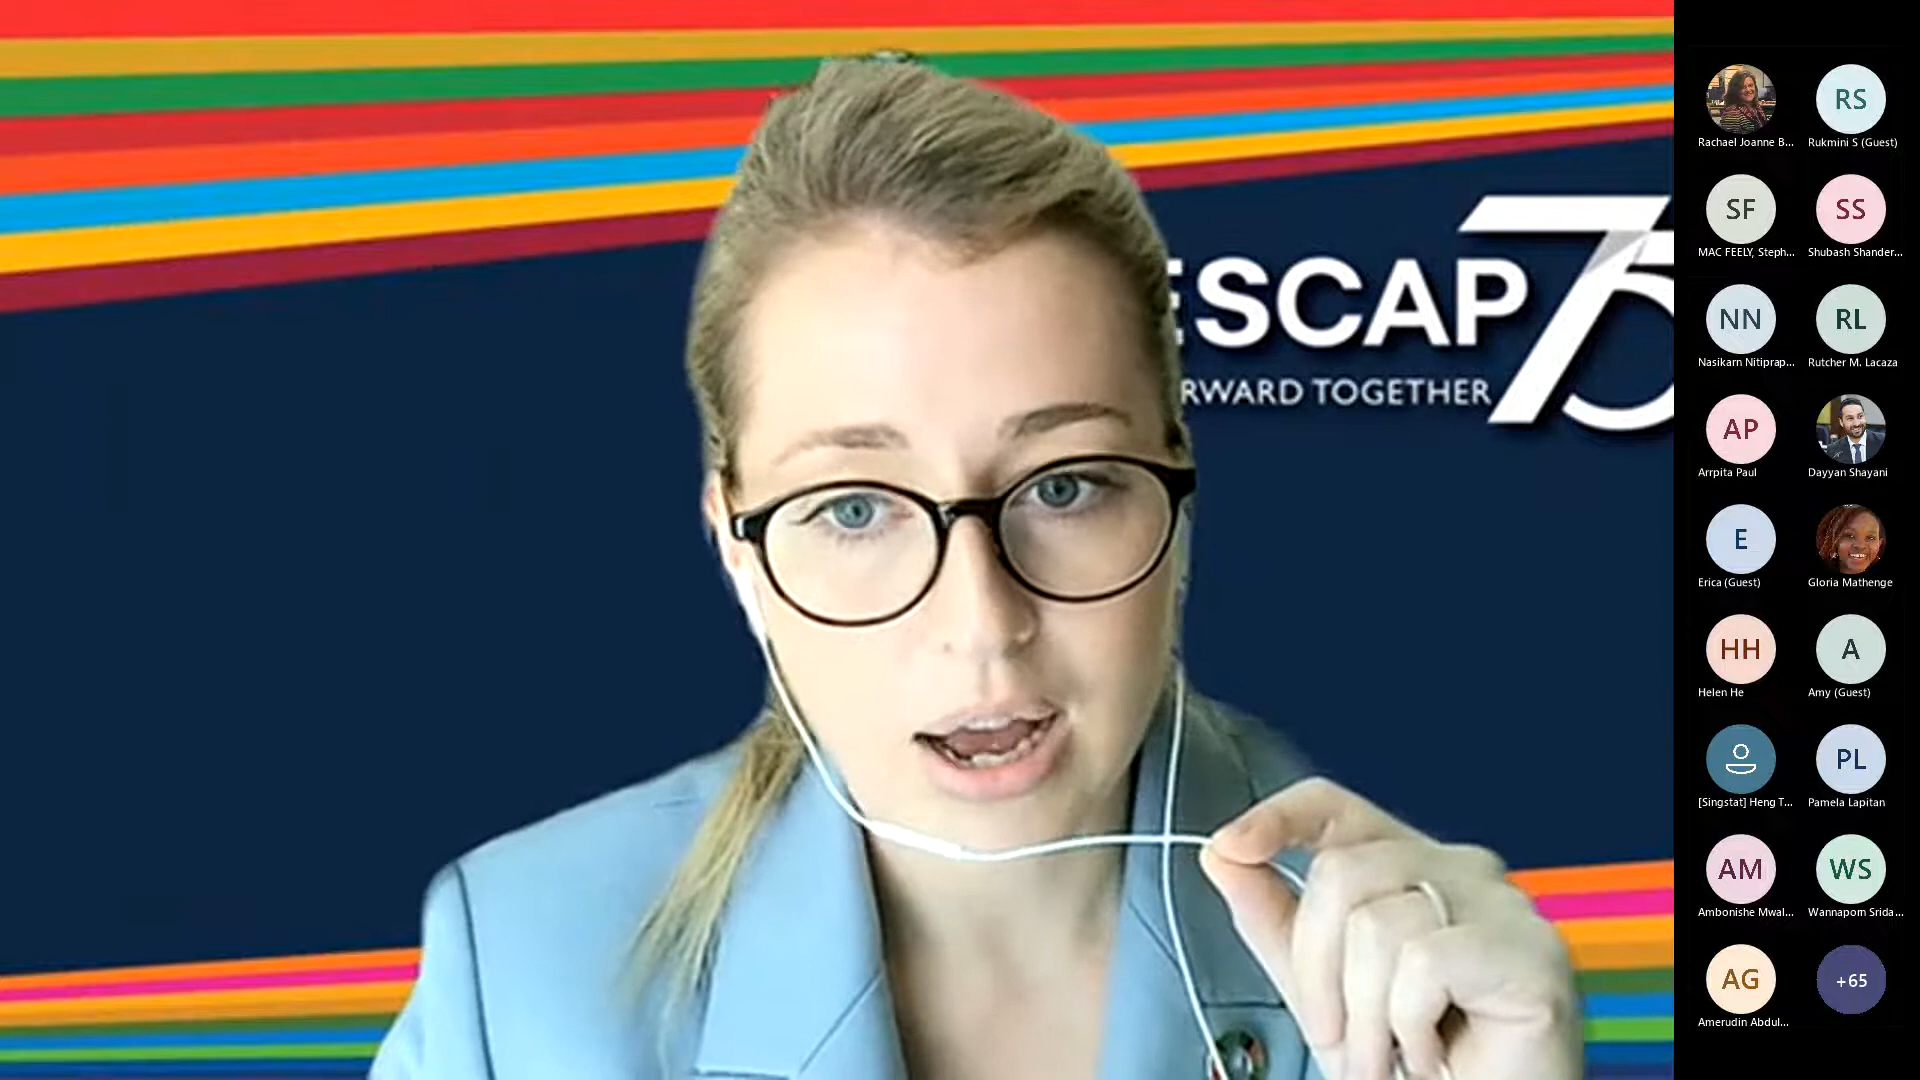 ESCAP 75
RWARD TOGETHER
RS
Rachael Joanne B...
Rukmini S (Guest)
SF
SS
MAC FEELY, Steph...
Shubash Shander...
NN
RL
Nasikarn Nitiprap...
Rutcher M. Lacaza
AP
Arrpita Paul
Dayyan Shayani
E
Erica (Guest)
Gloria Mathenge
HH
A
Helen He
Amy (Guest)
PL
[Singstat] Heng T...
Pamela Lapitan
AM
WS
Ambonishe Mwal...
Wannaporn Srida...
AG
+65
Amerudin Abdul...